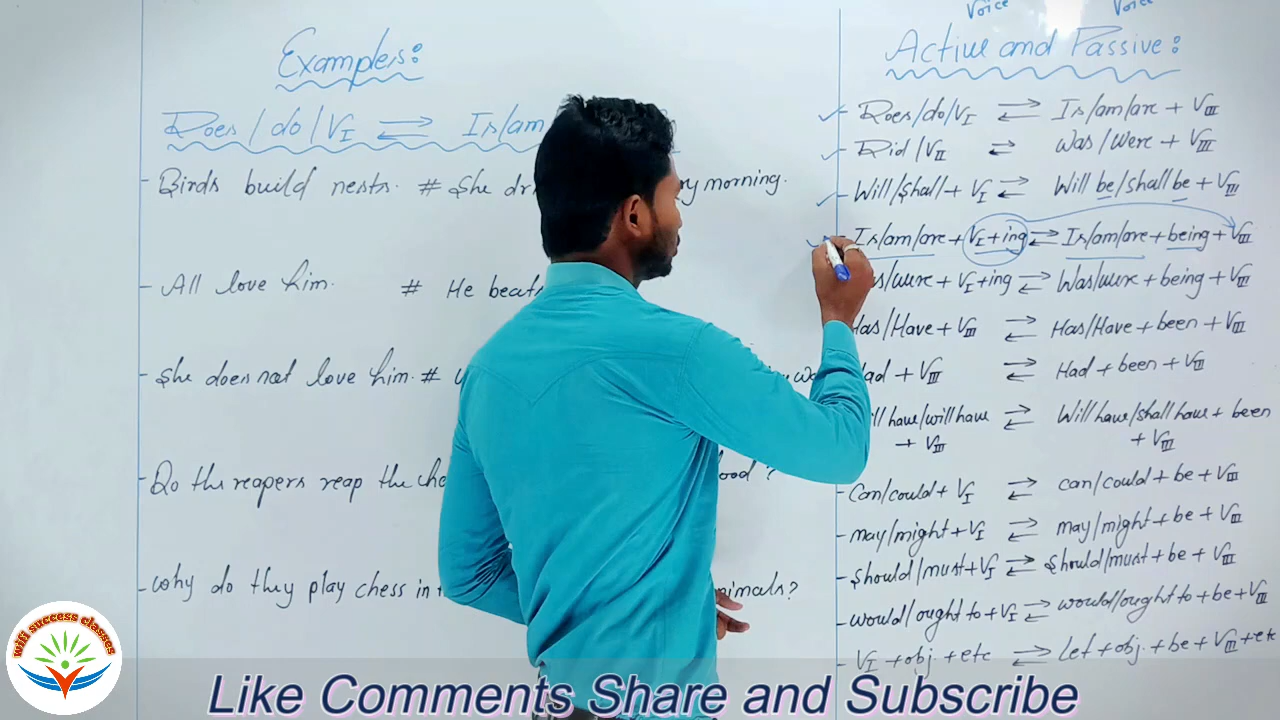 Examples:
Does/do/VI ⇌ Is/am
- Birds build nests. # She morning.
- All love him. # He beats
- She does not love him. #
- Do the reapers reap the
- Why do they play chess in animals?
Voice Voice
Active and Passive:
✓ Does/do/VI ⇌ Is/am/are + VIII
✓ Did/VII ⇌ Was/Were + VIII
✓ Will/Shall + VI ⇌ Will be/shall be + VIII
✓ Is/am/are + VI+ing ⇌ Is/am/are + being + VIII
/were + VI+ing ⇌ Was/were + being + VIII
Has/Have + VIII ⇌ Has/Have + been + VIII
Had + VIII ⇌ Had + been + VIII
have/will have + VIII ⇌ Will have/shall have + been + VIII
- Can/could + VI ⇌ can/could + be + VIII
- may/might + VI ⇌ may/might + be + VIII
- Should/must + VI ⇌ Should/must + be + VIII
- would/ought to + VI ⇌ would/ought to + be + VIII
- VI + obj. + etc ⇌ Let + obj. + be + VIII + etc
wifi success classes
Like Comments Share and Subscribe